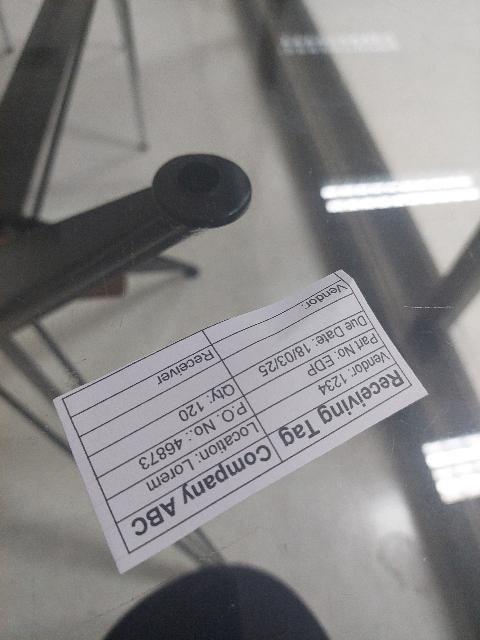 Receiving Tag Company ABC
Vendor: 1234 Location: Lorem
Part No: EDP P.O. No.: 46873
Due Date: 18/03/25 Qty: 120
Vendor: Receiver